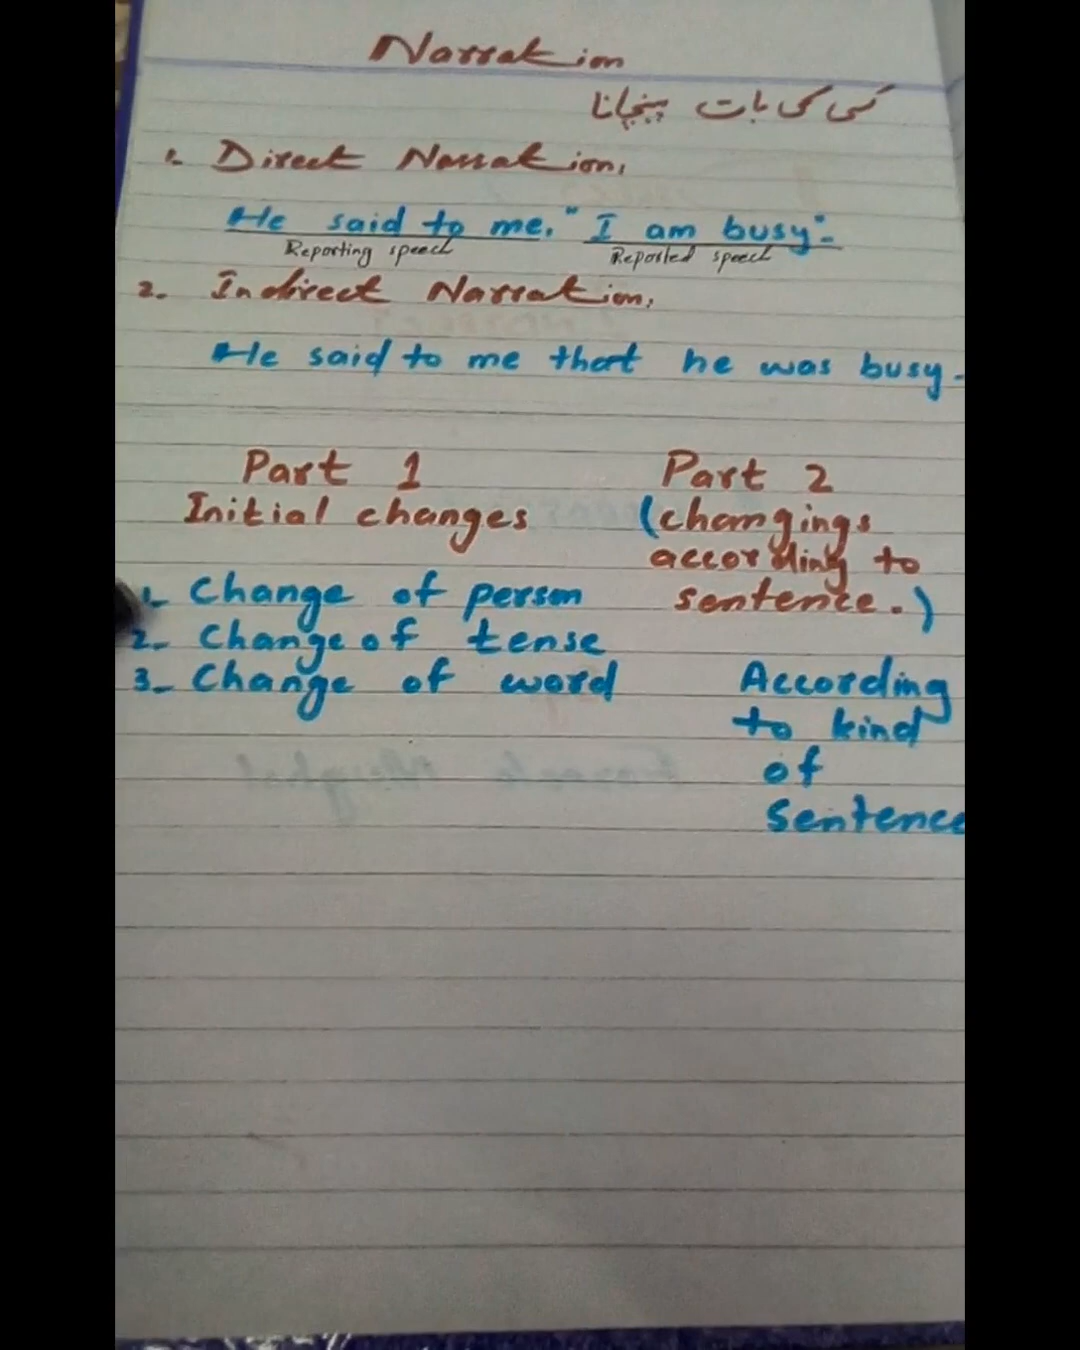 Narration
کسی کی بات پہنچانا
1. Direct Narration,
He said to me, "I am busy".
Reporting speech Reported speech
2. Indirect Narration,
He said to me that he was busy.
Part 1 Part 2
Initial changes (changings
according to
1. Change of person sentence.)
2. Change of tense
3. Change of word According
to kind
of
Sentence